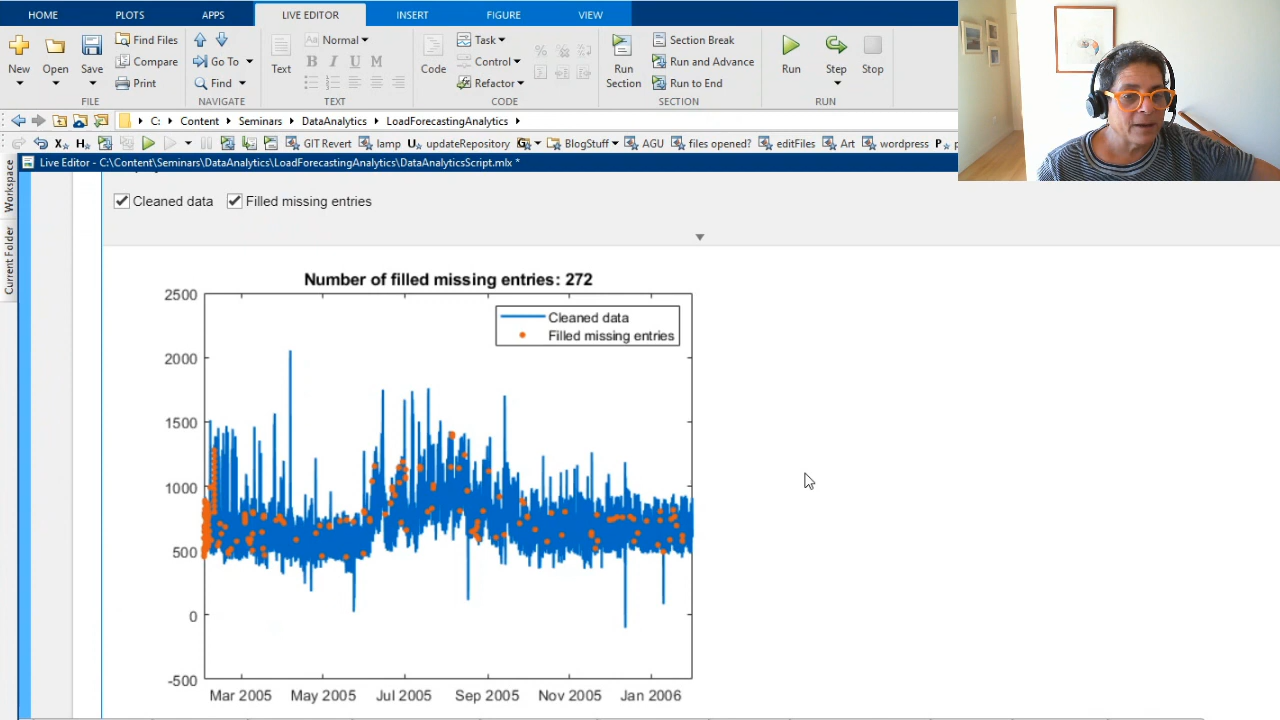 HOME PLOTS APPS LIVE EDITOR INSERT FIGURE VIEW
New Open Save Find Files Compare Print
FILE
Go To Find
NAVIGATE
Text Aa Normal B I U M
TEXT
Code Task Control Refactor
CODE
Run Section Section Break Run and Advance Run to End
SECTION
Run Step Stop
RUN
C: Content Seminars DataAnalytics LoadForecastingAnalytics
GIT Revert lamp updateRepository BlogStuff AGU files opened? editFiles Art wordpress
Live Editor - C:\Content\Seminars\DataAnalytics\LoadForecastingAnalytics\DataAnalyticsScript.mlx *
Workspace
Current Folder
Cleaned data Filled missing entries
Number of filled missing entries: 272
Cleaned data
Filled missing entries
2500
2000
1500
1000
500
0
-500
Mar 2005 May 2005 Jul 2005 Sep 2005 Nov 2005 Jan 2006